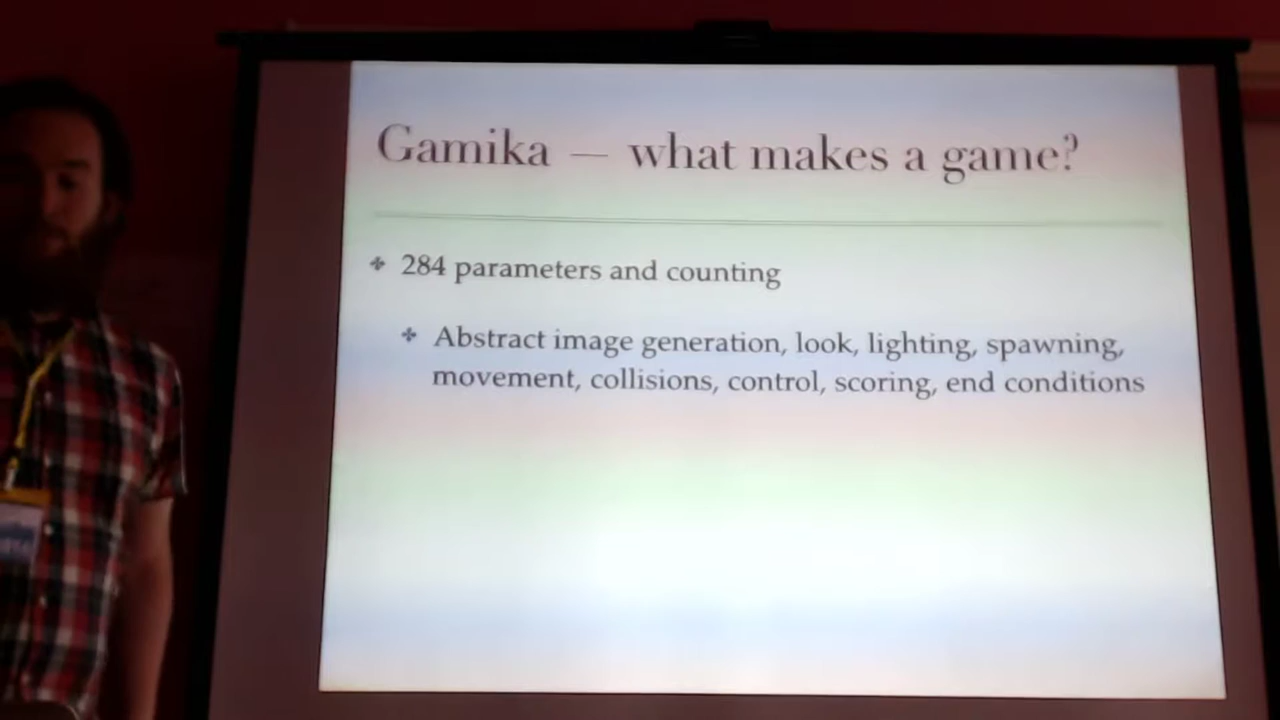 Gamika — what makes a game?
284 parameters and counting
Abstract image generation, look, lighting, spawning,
movement, collisions, control, scoring, end conditions